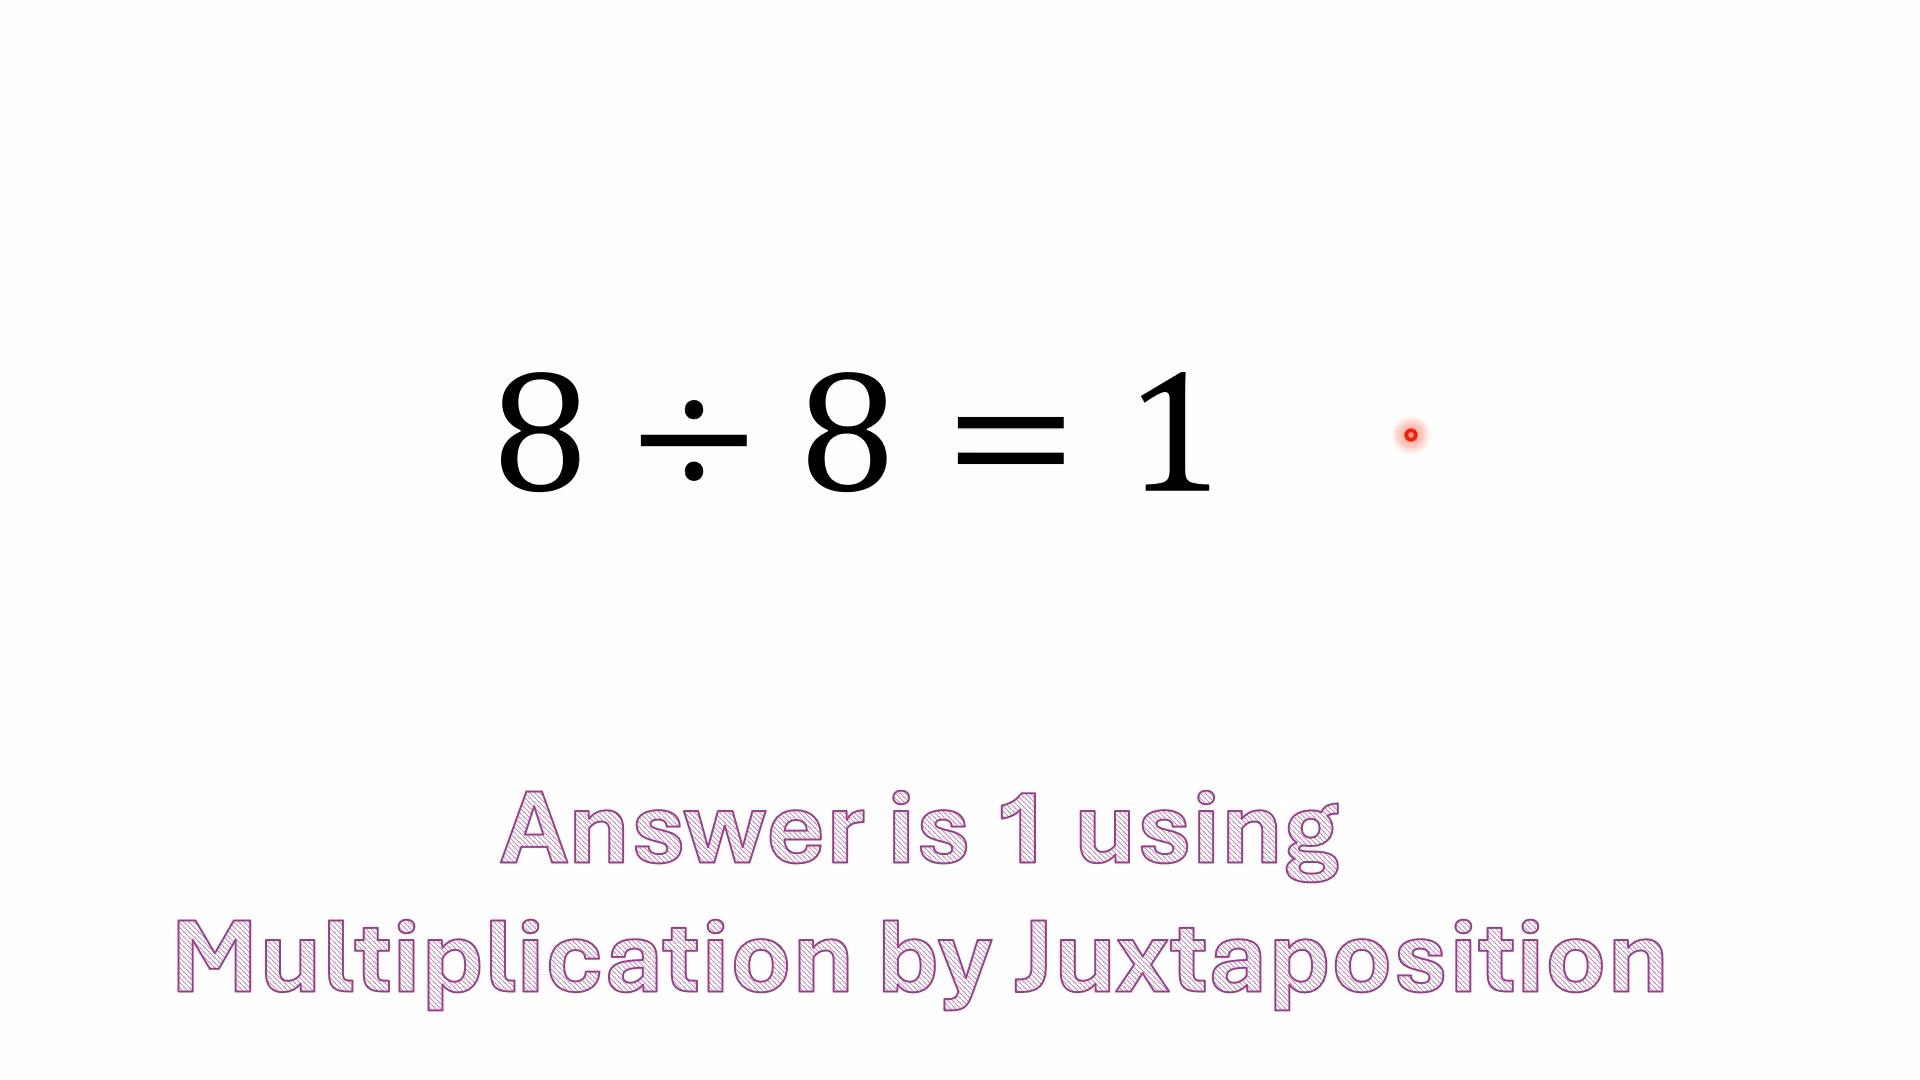 8 ÷ 8 = 1
Answer is 1 using
Multiplication by Juxtaposition